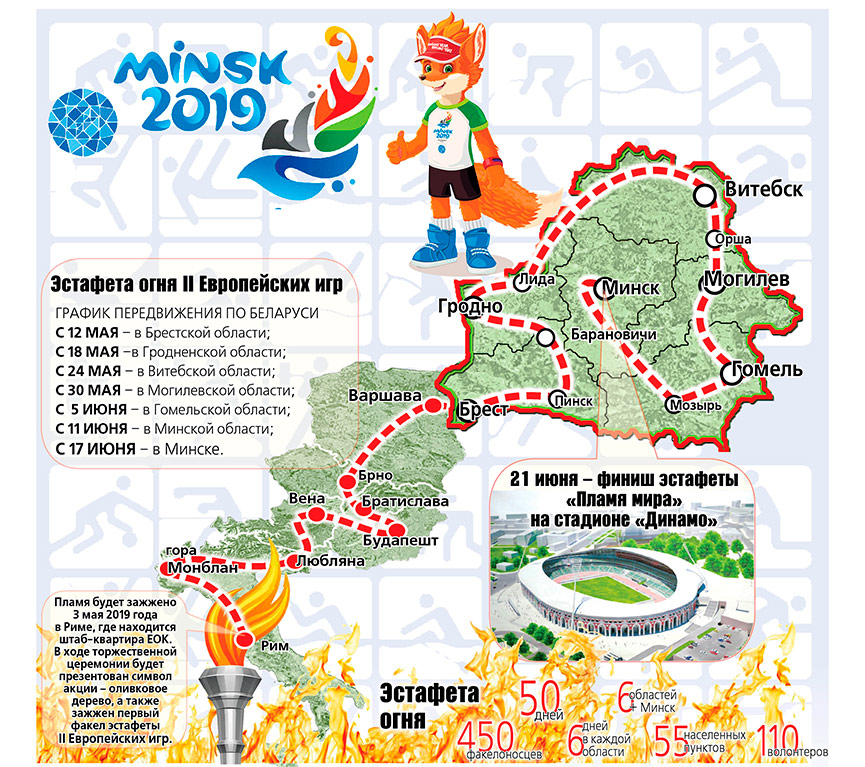 MINSK
2019
MINSK
2019
Витебск
Орша
Могилев
Лида
Минск
Гродно
Барановичи
Гомель
Пинск
Мозырь
Брест
Эстафета огня II Европейских игр
ГРАФИК ПЕРЕДВИЖЕНИЯ ПО БЕЛАРУСИ
С 12 МАЯ – в Брестской области;
С 18 МАЯ –в Гродненской области;
С 24 МАЯ – в Витебской области;
С 30 МАЯ – в Могилевской области;
С 5 ИЮНЯ – в Гомельской области;
С 11 ИЮНЯ – в Минской области;
С 17 ИЮНЯ – в Минске.
Варшава
Брно
Вена
Братислава
Будапешт
Любляна
гора
Монблан
Рим
21 июня – финиш эстафеты
«Пламя мира»
на стадионе «Динамо»
Пламя будет зажжено
3 мая 2019 года
в Риме, где находится
штаб–квартира ЕОК.
В ходе торжественной
церемонии будет
презентован символ
акции – оливковое
дерево, а также
зажжен первый
факел эстафеты
II Европейских игр.
Эстафета
огня
50 дней
6 областей
+ Минск
450 факелоносцев
6 дней
в каждой
области
55 населенных
пунктов
110 волонтеров